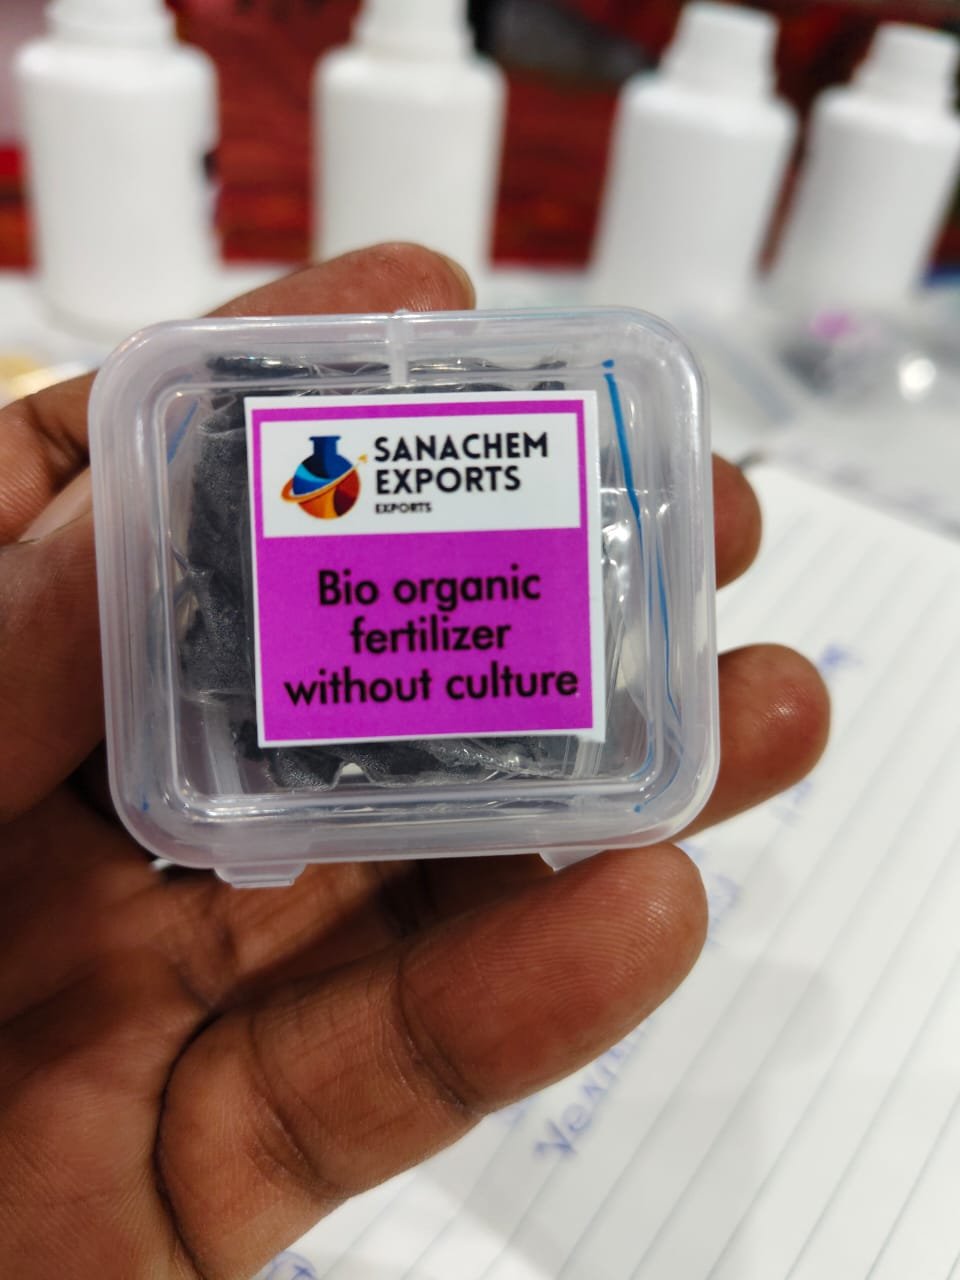 SANACHEM
EXPORTS
EXPORTS
Bio organic
fertilizer
without culture